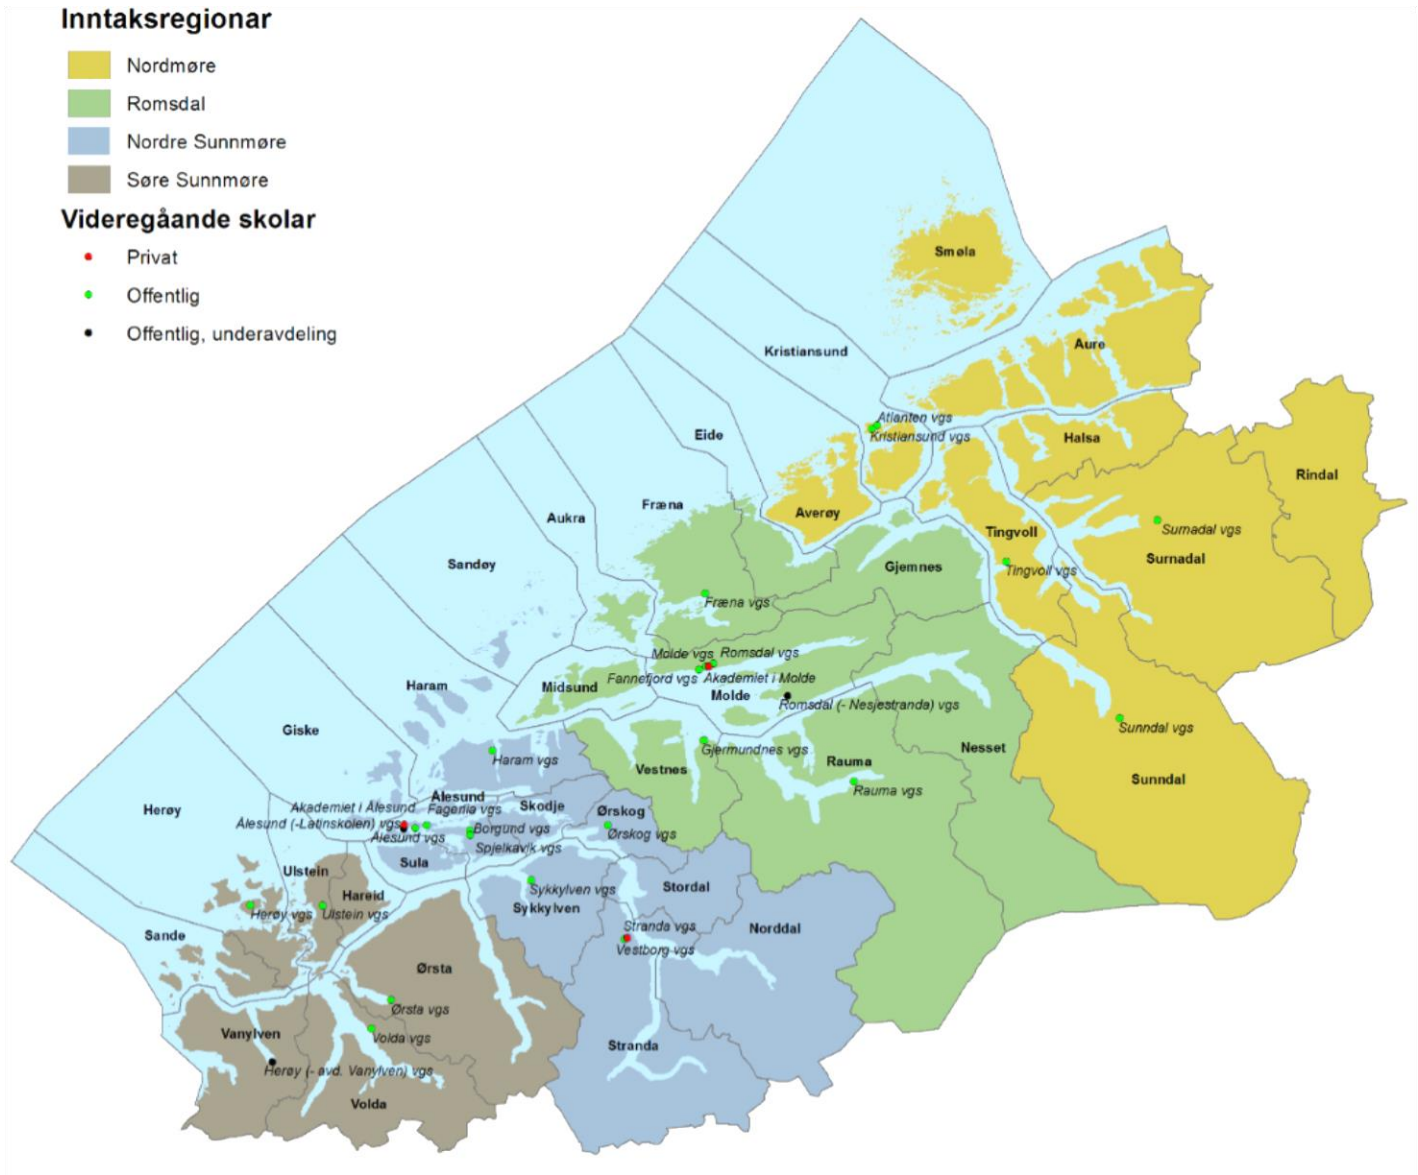 Inntaksregionar
Nordmøre
Romsdal
Nordre Sunnmøre
Søre Sunnmøre
Videregåande skolar
Privat
Offentlig
Offentlig, underavdeling
Smøla
Kristiansund
Aure
Atlanten vgs
Kristiansund vgs
Eide
Halsa
Rindal
Fræna
Averøy
Aukra
Tingvoll
Surnadal vgs
Surnadal
Sandøy
Gjemnes
Tingvoll vgs
Fræna vgs
Molde vgs
Romsdal vgs
Fannefjord vgs
Akademiet i Molde
Haram
Midsund
Molde
Romsdal (- Nesjestranda) vgs
Giske
Sunndal vgs
Gjermundnes vgs
Nesset
Haram vgs
Vestnes
Rauma
Sunndal
Rauma vgs
Herøy
Ålesund
Akademiet i Ålesund
Fagerlia vgs
Skodje
Ørskog
Ålesund (-Latinskolen) vgs
Ålesund vgs
Borgund vgs
Ørskog vgs
Spjelkavik vgs
Sula
Ulstein
Hareid
Stordal
Sykkylven vgs
Sykkylven
Herøy vgs
Ulstein vgs
Stranda vgs
Norddal
Sande
Vestborg vgs
Ørsta
Ørsta vgs
Vanylven
Volda vgs
Stranda
Herøy (- avd. Vanylven) vgs
Volda